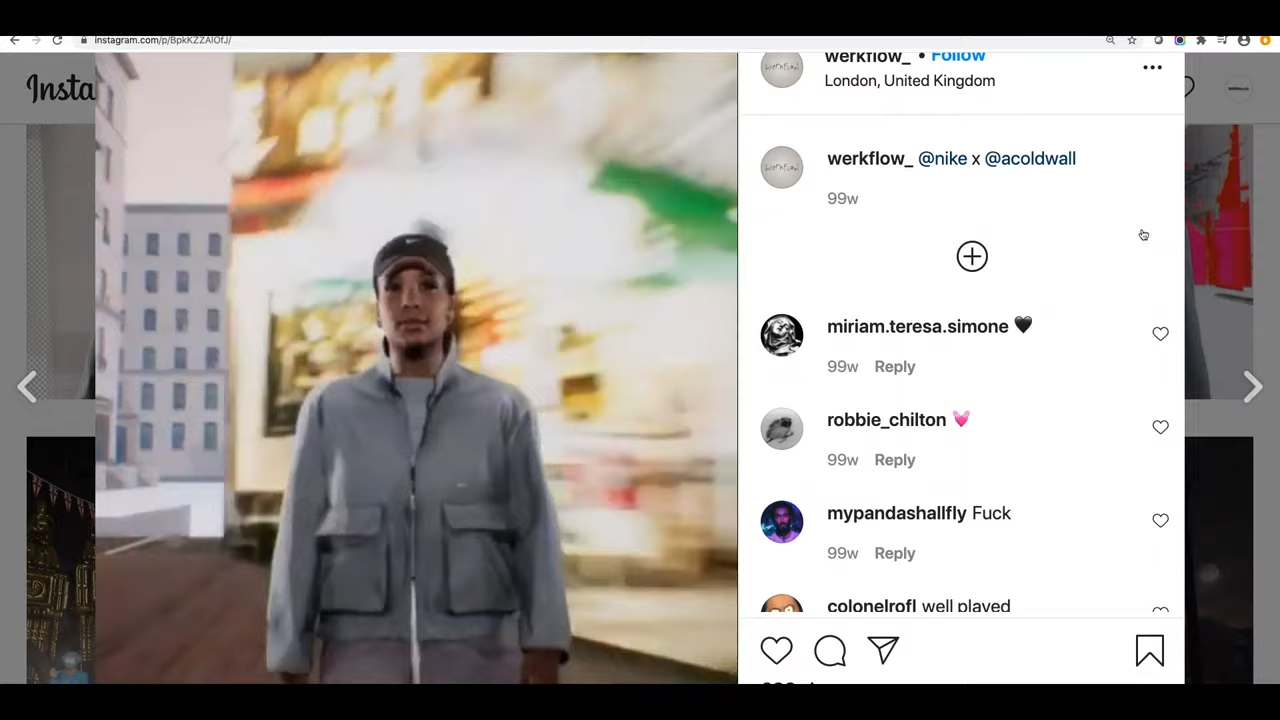 instagram.com/p/BpkKZZAlOfJ/
Insta
werkflow_ • Follow
London, United Kingdom
werkflow_ @nike x @acoldwall
99w
miriam.teresa.simone 🖤
99w Reply
robbie_chilton 💓
99w Reply
mypandashallfly Fuck
99w Reply
colonelrofl well played